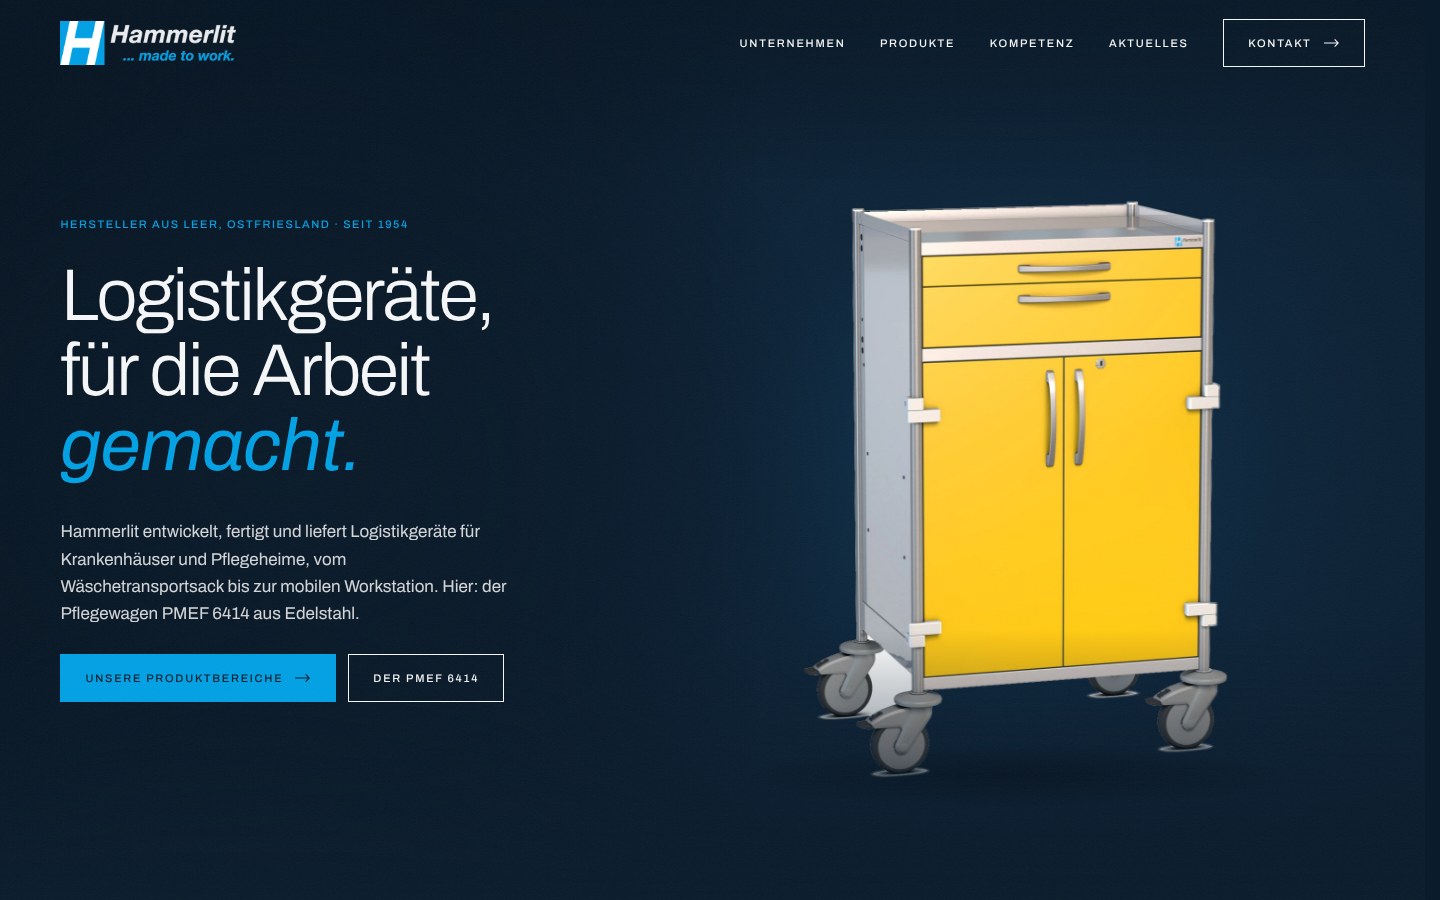 Hammerlit
... made to work.
UNTERNEHMEN
PRODUKTE
KOMPETENZ
AKTUELLES
KONTAKT
HERSTELLER AUS LEER, OSTFRIESLAND · SEIT 1954
Logistikgeräte,
für die Arbeit
gemacht.
Hammerlit entwickelt, fertigt und liefert Logistikgeräte für
Krankenhäuser und Pflegeheime, vom
Wäschetransportsack bis zur mobilen Workstation. Hier: der
Pflegewagen PMEF 6414 aus Edelstahl.
UNSERE PRODUKTBEREICHE
DER PMEF 6414
Hammerlit